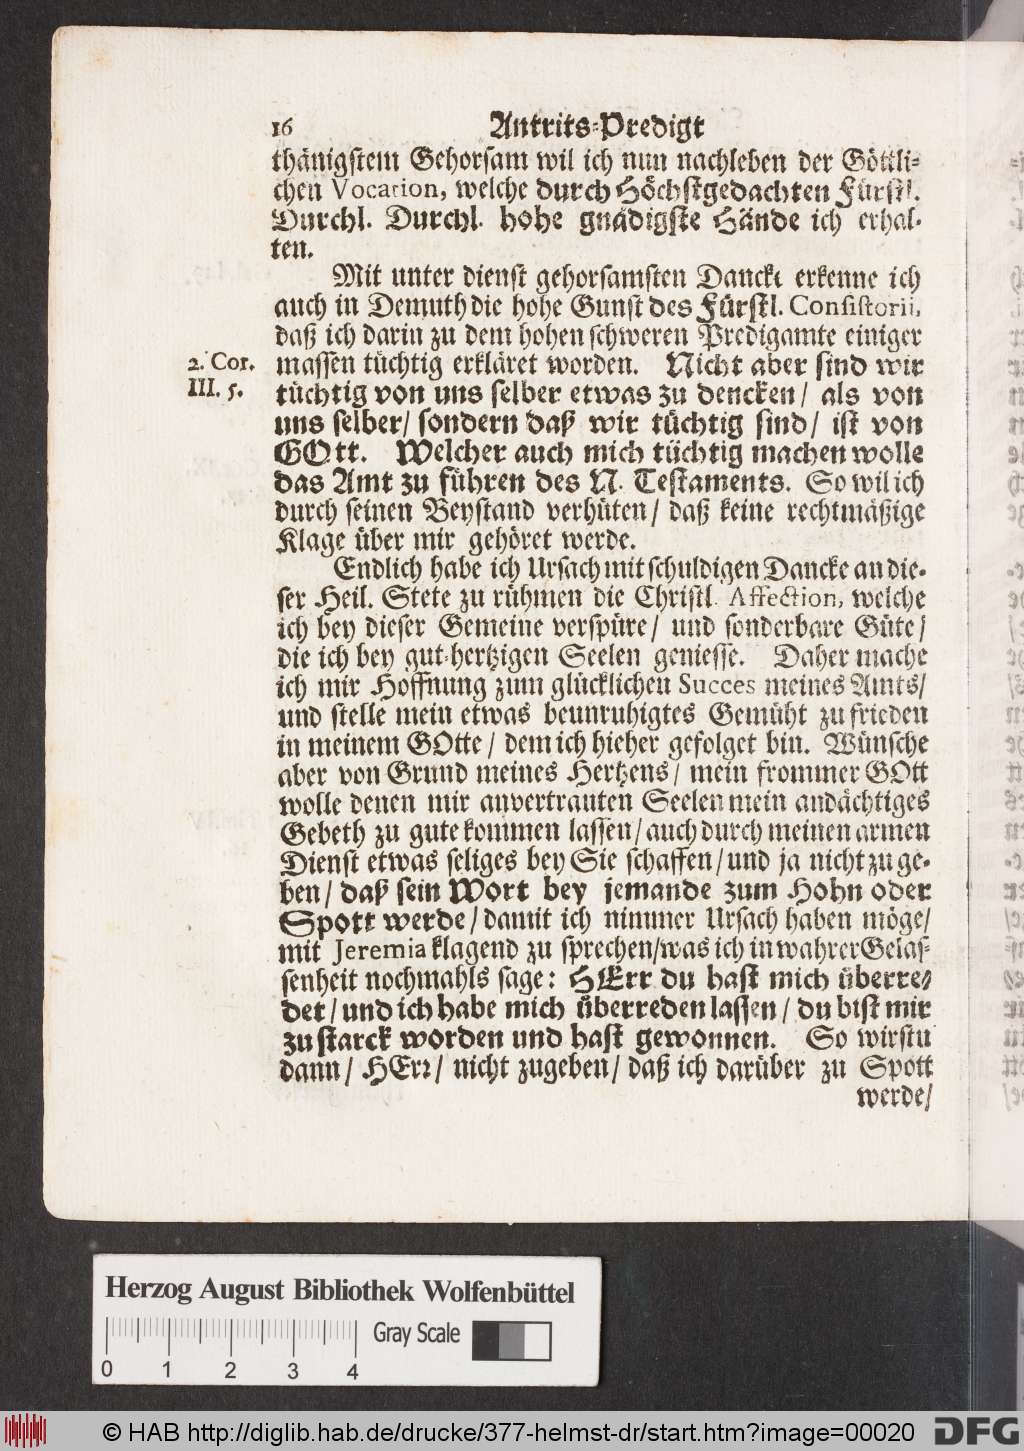 16 Antrits-Predigt
thänigstem Gehorsam wil ich nun nachleben der Göttli-
chen Vocation, welche durch Höchstgedachten Fürstl.
Durchl. Durchl. hohe gnädigste Hände ich erhal-
ten.
Mit unter dienst gehorsamsten Dancke erkenne ich
auch in Demuth die hohe Gunst des Fürstl. Consistorii,
daß ich darin zu dem hohen schweren Predigamte einiger
2. Cor. massen tüchtig erkläret worden. Nicht aber sind wir
III. 5. tüchtig von uns selber etwas zu dencken/ als von
uns selber/ sondern daß wir tüchtig sind/ ist von
GOtt. Welcher auch mich tüchtig machen wolle
das Amt zu führen des N. Testaments. So wil ich
durch seinen Beystand verhüten/ daß keine rechtmäßige
Klage über mir gehöret werde.
Endlich habe ich Ursach mit schuldigen Dancke an die-
ser Heil. Stete zu rühmen die Christl. Affection, welche
ich bey dieser Gemeine verspüre/ und sonderbare Güte/
die ich bey gut-hertzigen Seelen geniesse. Daher mache
ich mir Hoffnung zum glücklichen Succes meines Amts/
und stelle mein etwas beunruhigtes Gemüht zu frieden
in meinem GOtte/ dem ich hieher gefolget bin. Wünsche
aber von Grund meines Hertzens/ mein frommer GOtt
wolle denen mir anvertrauten Seelen mein andächtiges
Gebeth zu gute kommen lassen/ auch durch meinen armen
Dienst etwas seliges bey Sie schaffen/ und ja nicht zu ge-
ben/ daß sein Wort bey jemande zum Hohn oder
Spott werde/ damit ich nimmer Ursach haben möge/
mit Jeremia klagend zu sprechen/ was ich in wahrer Gelas-
senheit nochmahls sage: HErr du hast mich überre-
det/ und ich habe mich überreden lassen/ du bist mir
zu starck worden und hast gewonnen. So wirstu
dann/ HErr/ nicht zugeben/ daß ich darüber zu Spott
werde/
Herzog August Bibliothek Wolfenbüttel
Gray Scale
0 1 2 3 4
© HAB http://diglib.hab.de/drucke/377-helmst-dr/start.htm?image=00020 DFG